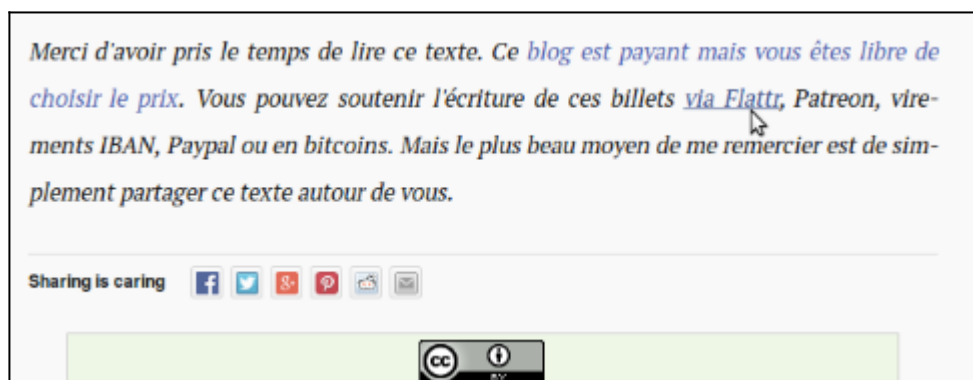 Merci d'avoir pris le temps de lire ce texte. Ce blog est payant mais vous êtes libre de
choisir le prix. Vous pouvez soutenir l'écriture de ces billets via Flattr, Patreon, vire-
ments IBAN, Paypal ou en bitcoins. Mais le plus beau moyen de me remercier est de sim-
plement partager ce texte autour de vous.
Sharing is caring
cc